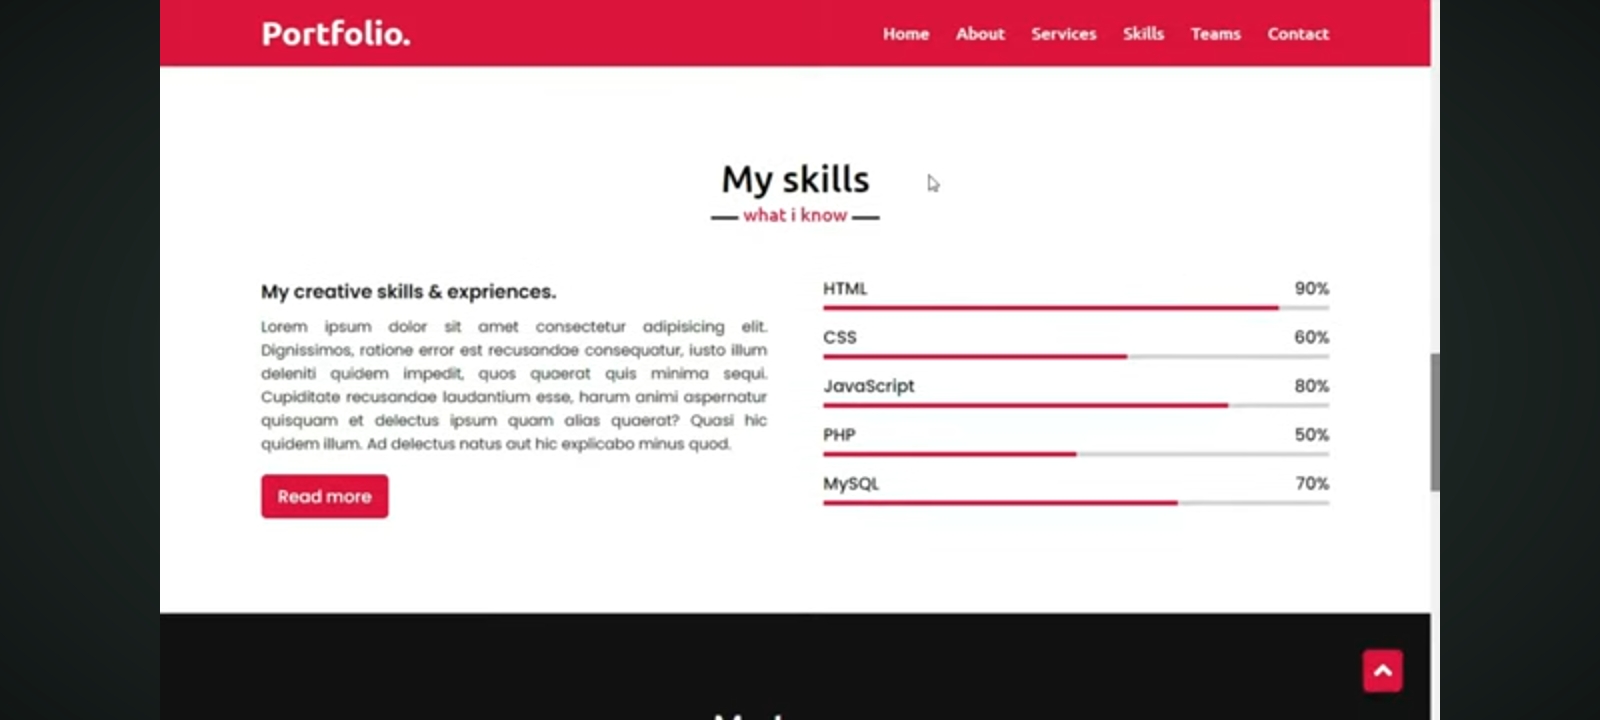 Portfolio.
Home About Services Skills Teams Contact
My skills
what i know
My creative skills & expriences.
Lorem ipsum dolor sit amet consectetur adipisicing elit.
Dignissimos, ratione error est recusandae consequatur, iusto illum
deleniti quidem impedit, quos quaerat quis minima sequi.
Cupiditate recusandae laudantium esse, harum animi aspernatur
quisquam et delectus ipsum quam alias quaerat? Quasi hic
quidem illum. Ad delectus natus aut hic explicabo minus quod.
Read more
HTML 90%
CSS 60%
JavaScript 80%
PHP 50%
MySQL 70%